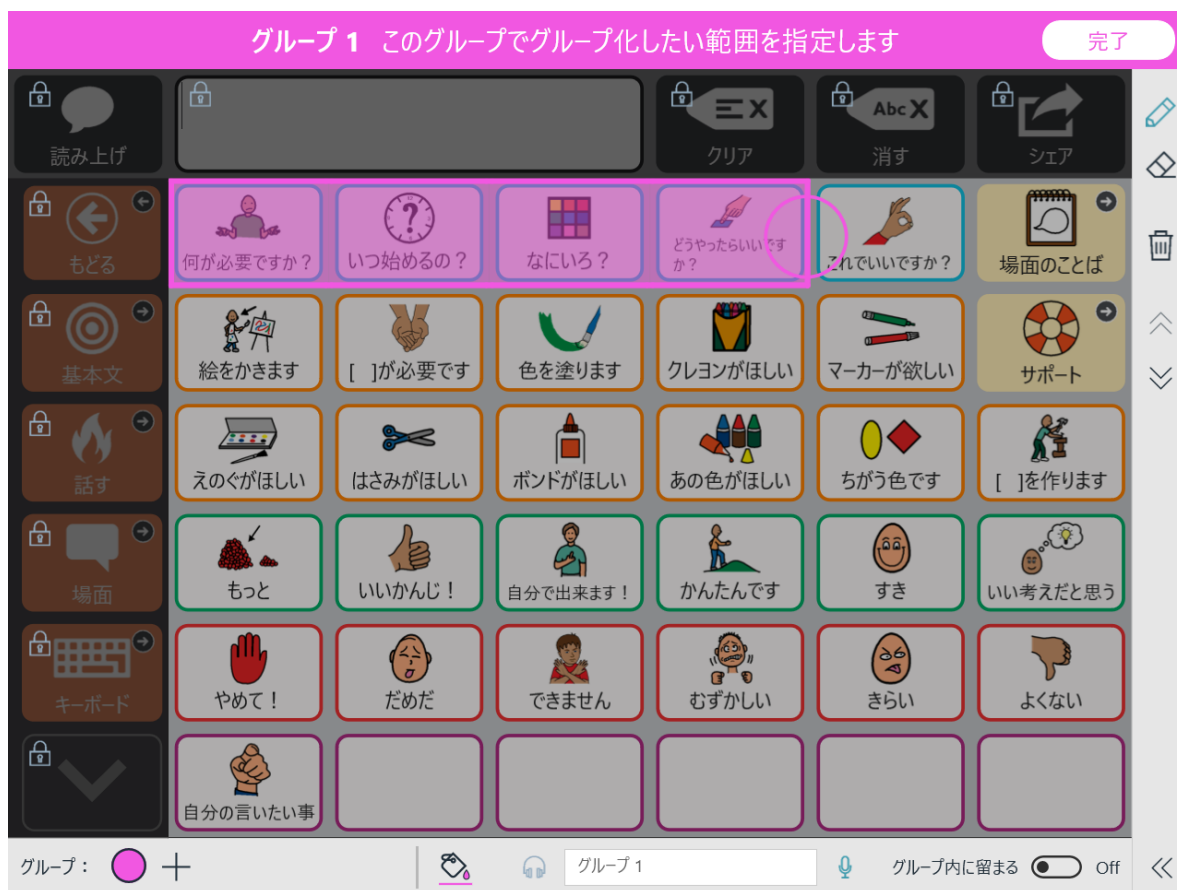 グループ 1 このグループでグループ化したい範囲を指定します
完了
読み上げ
クリア
Abc X
消す
シェア
もどる
何が必要ですか？
いつ始めるの？
なにいろ？
どうやったらいいです
か？
これでいいですか？
場面のことば
基本文
絵をかきます
[ ]が必要です
色を塗ります
クレヨンがほしい
マーカーが欲しい
サポート
話す
えのぐがほしい
はさみがほしい
ボンドがほしい
あの色がほしい
ちがう色です
[ ]を作ります
場面
もっと
いいかんじ！
自分で出来ます！
かんたんです
すき
いい考えだと思う
キーボード
やめて！
だめだ
できません
むずかしい
きらい
よくない
自分の言いたい事
グループ：
グループ 1
グループ内に留まる
Off